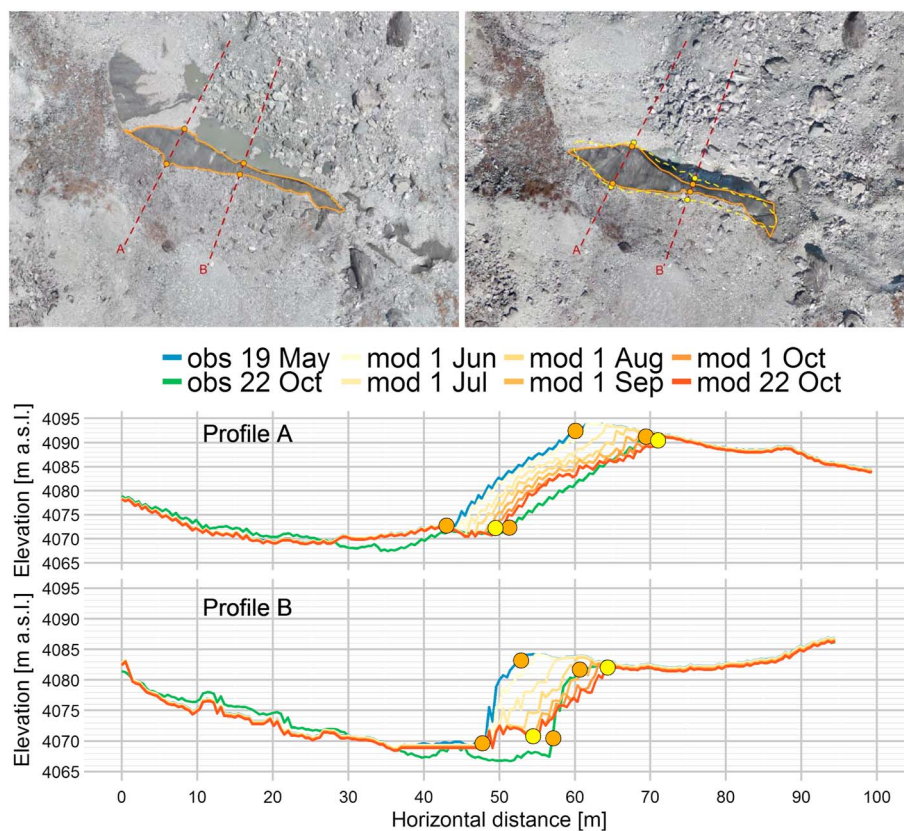 A
B
A
B
obs 19 May mod 1 Jun mod 1 Aug mod 1 Oct
obs 22 Oct mod 1 Jul mod 1 Sep mod 22 Oct
Profile A
Elevation [m a.s.l.]
4095
4090
4085
4080
4075
4070
4065
Profile B
Elevation [m a.s.l.]
4095
4090
4085
4080
4075
4070
4065
0 10 20 30 40 50 60 70 80 90 100
Horizontal distance [m]